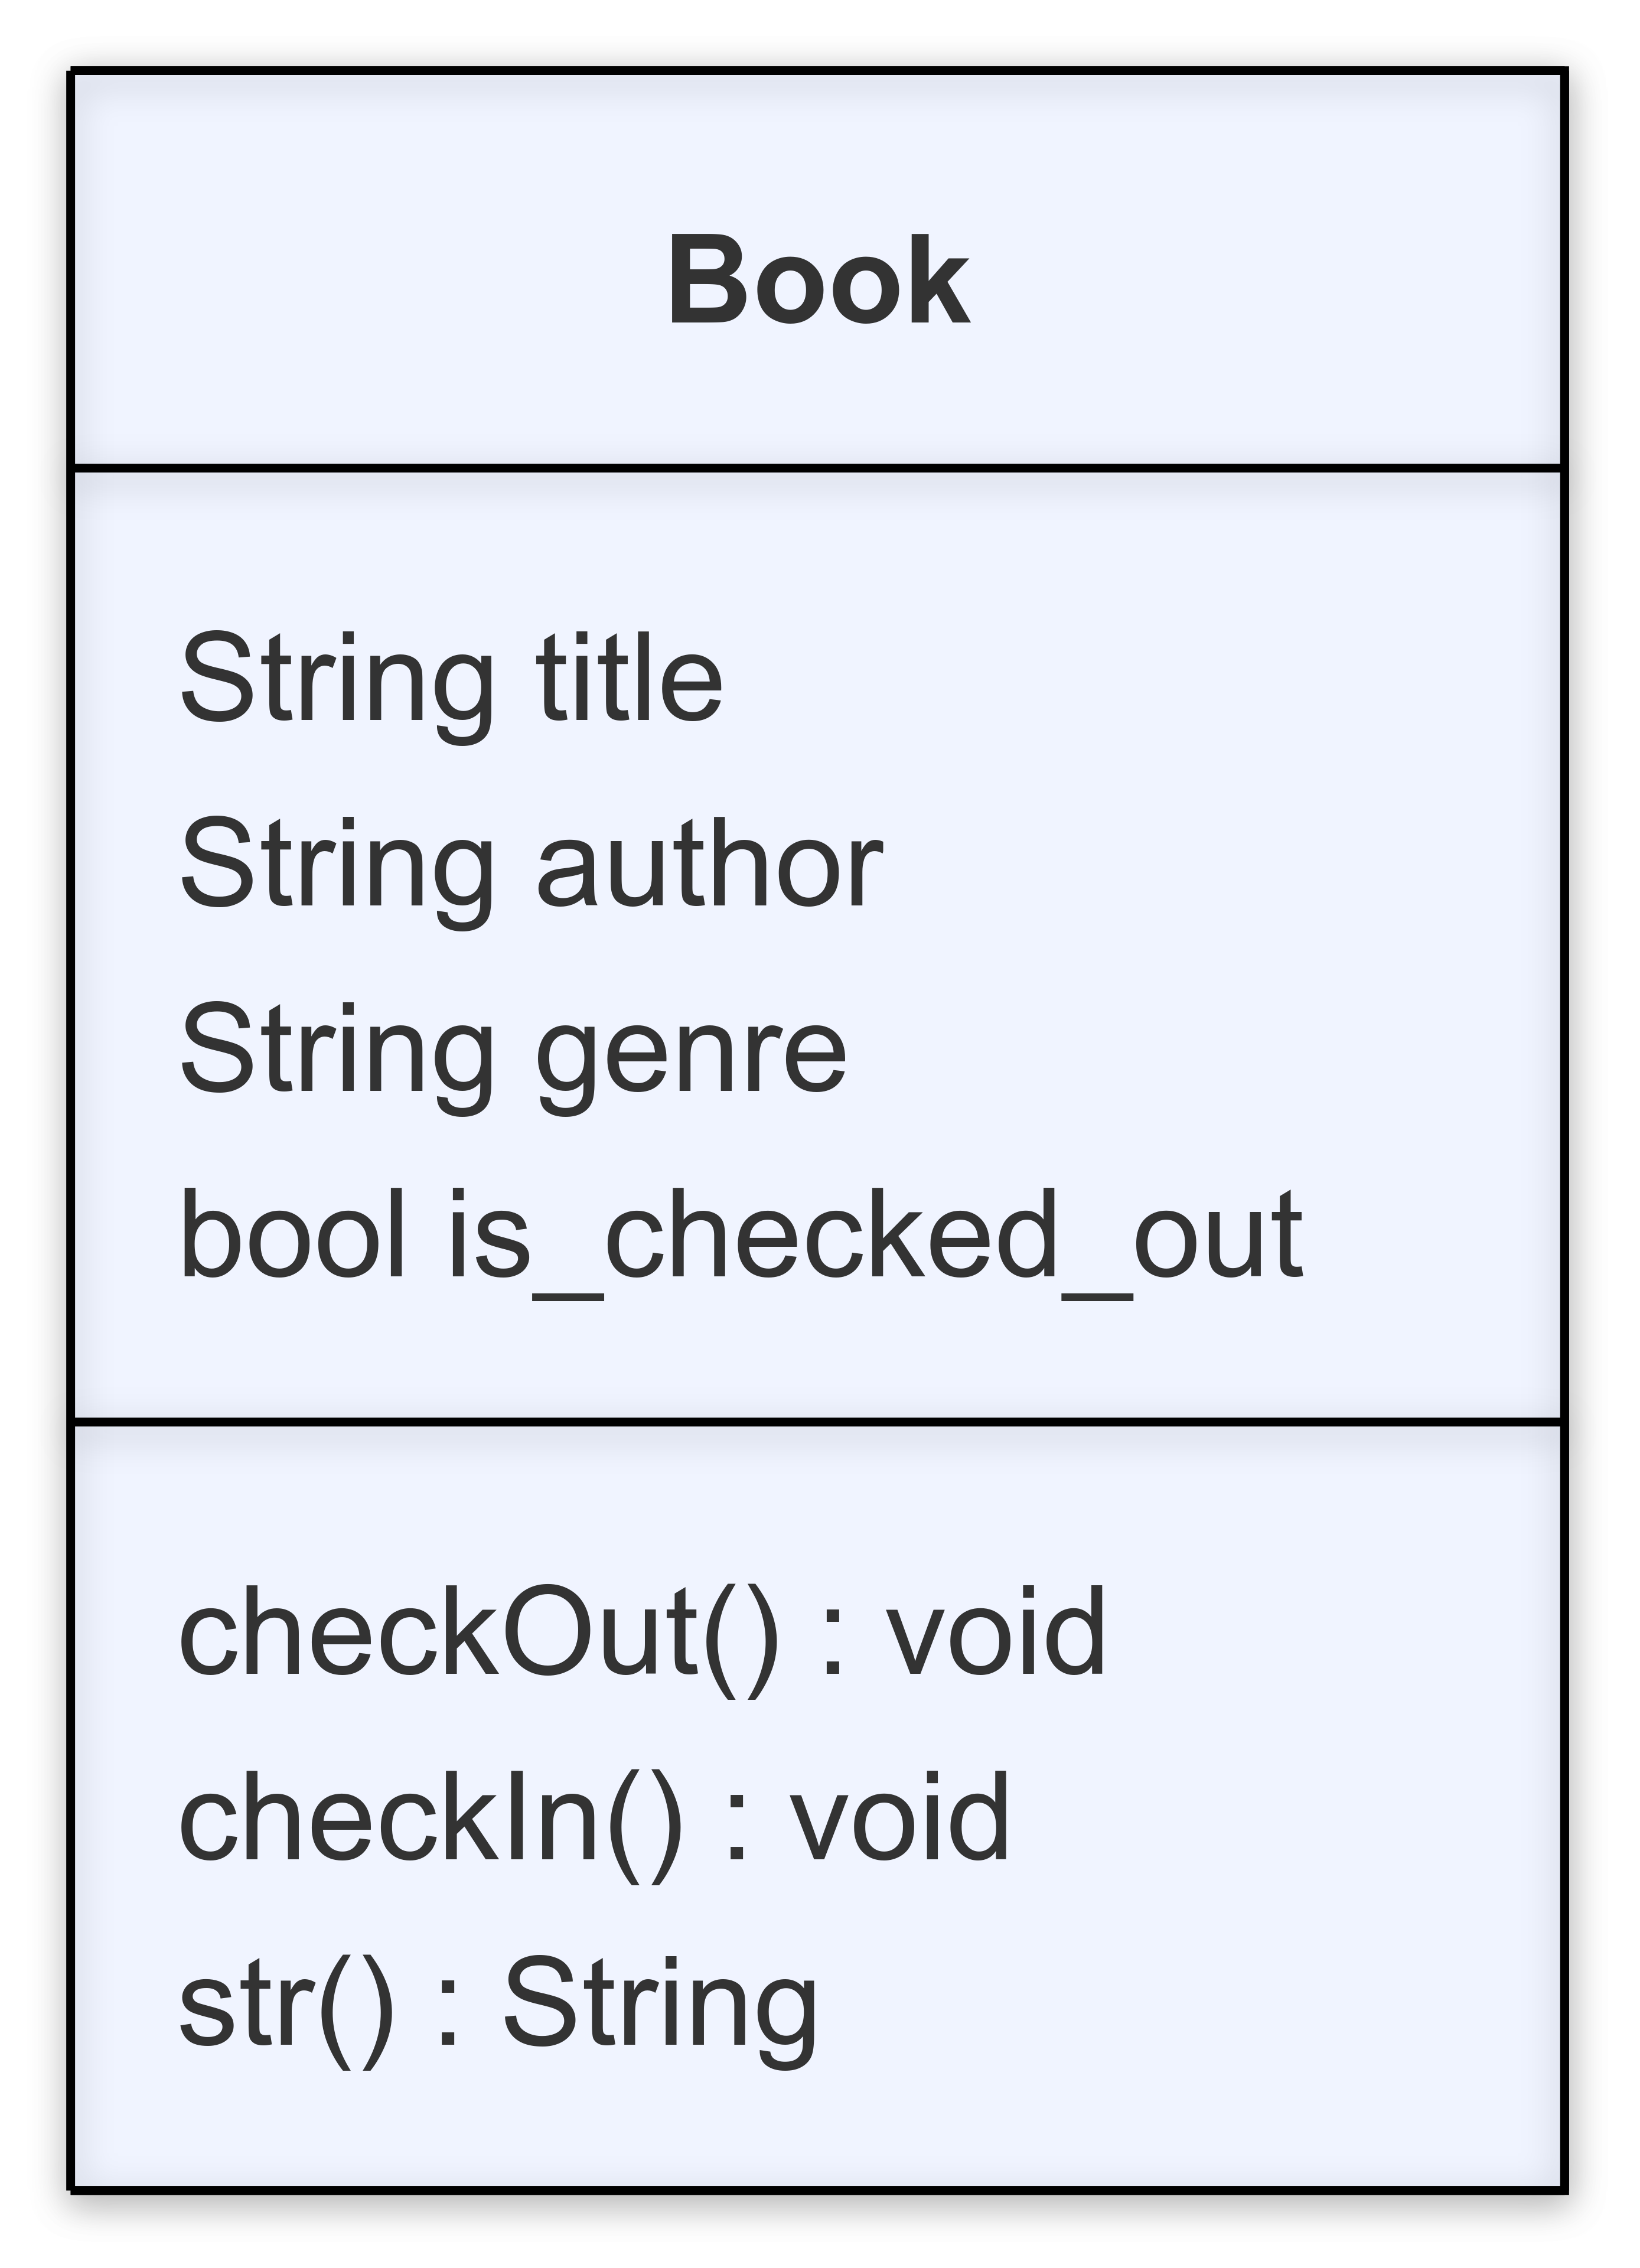 Book
String title
String author
String genre
bool is_checked_out
checkOut() : void
checkIn() : void
str() : String